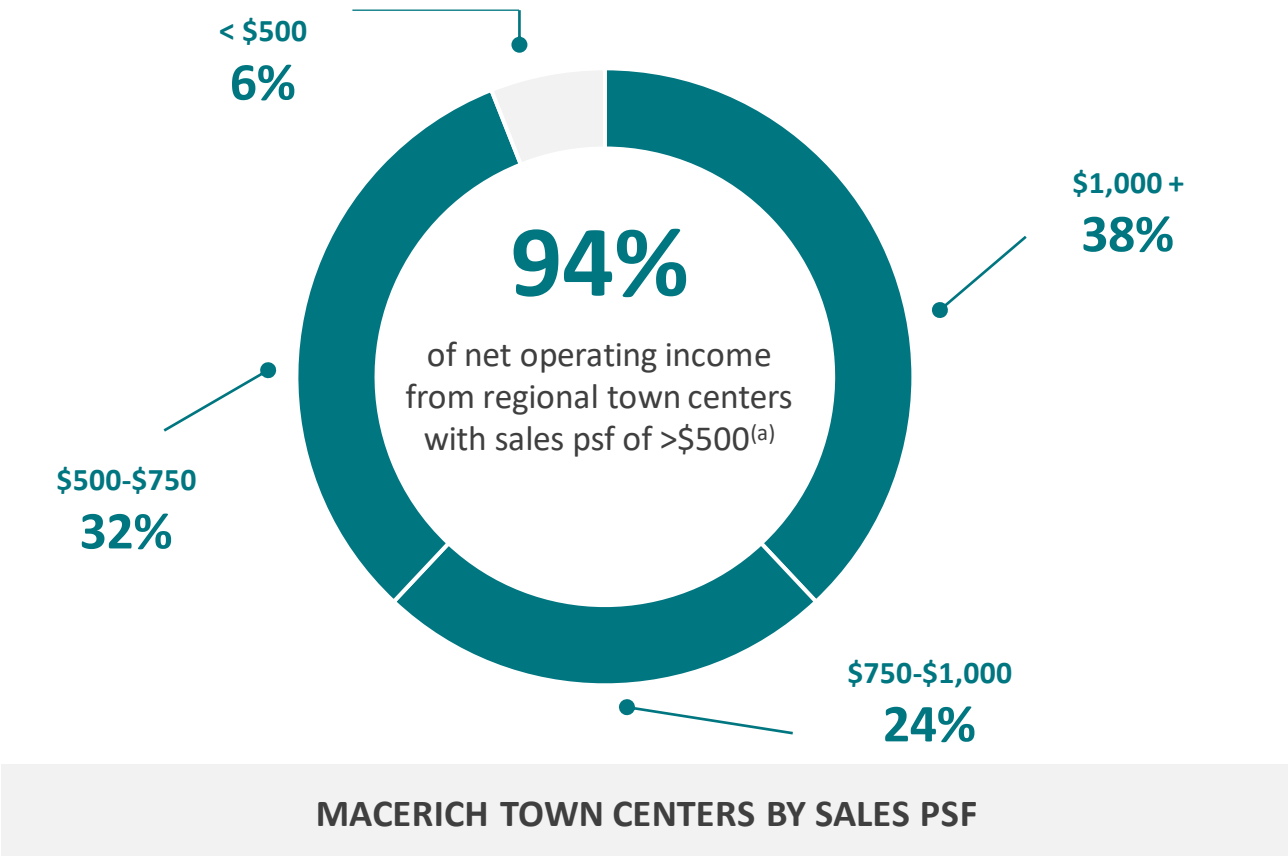 < $500
6%
$1,000 +
38%
94%
of net operating income
from regional town centers
with sales psf of >$500(a)
$500-$750
32%
$750-$1,000
24%
MACERICH TOWN CENTERS BY SALES PSF